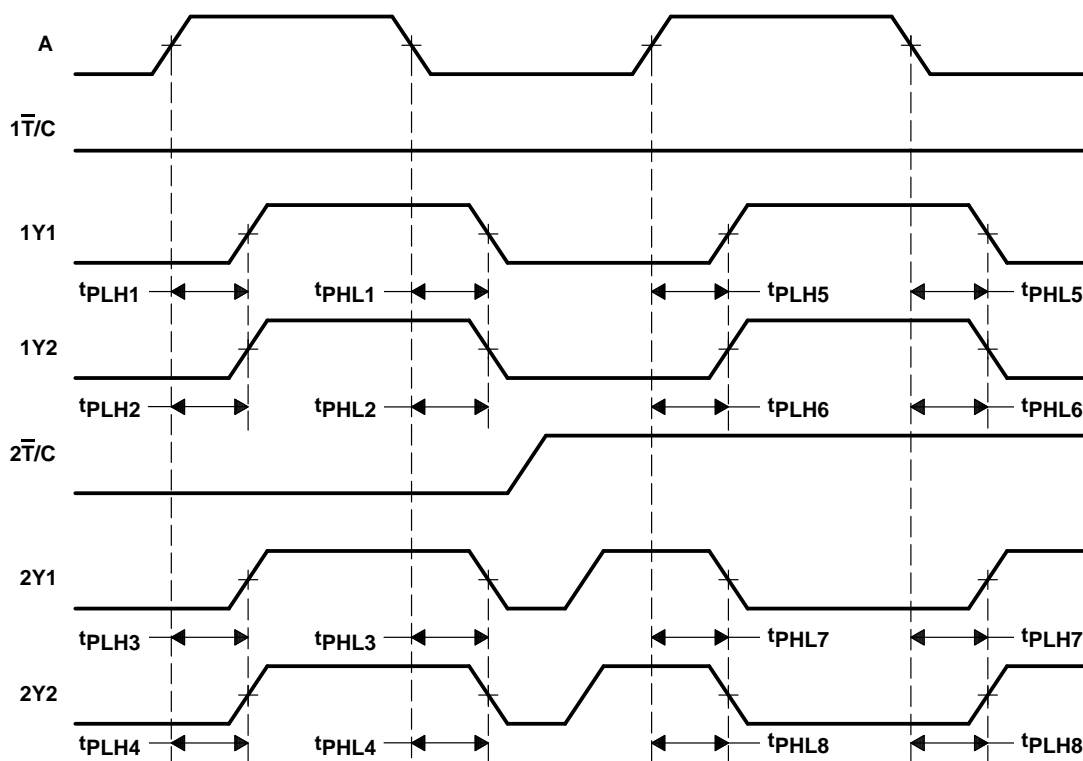 A
1T̅/C
1Y1
tPLH1 tPHL1 tPLH5 tPHL5
1Y2
tPLH2 tPHL2 tPLH6 tPHL6
2T̅/C
2Y1
tPLH3 tPHL3 tPHL7 tPLH7
2Y2
tPLH4 tPHL4 tPHL8 tPLH8